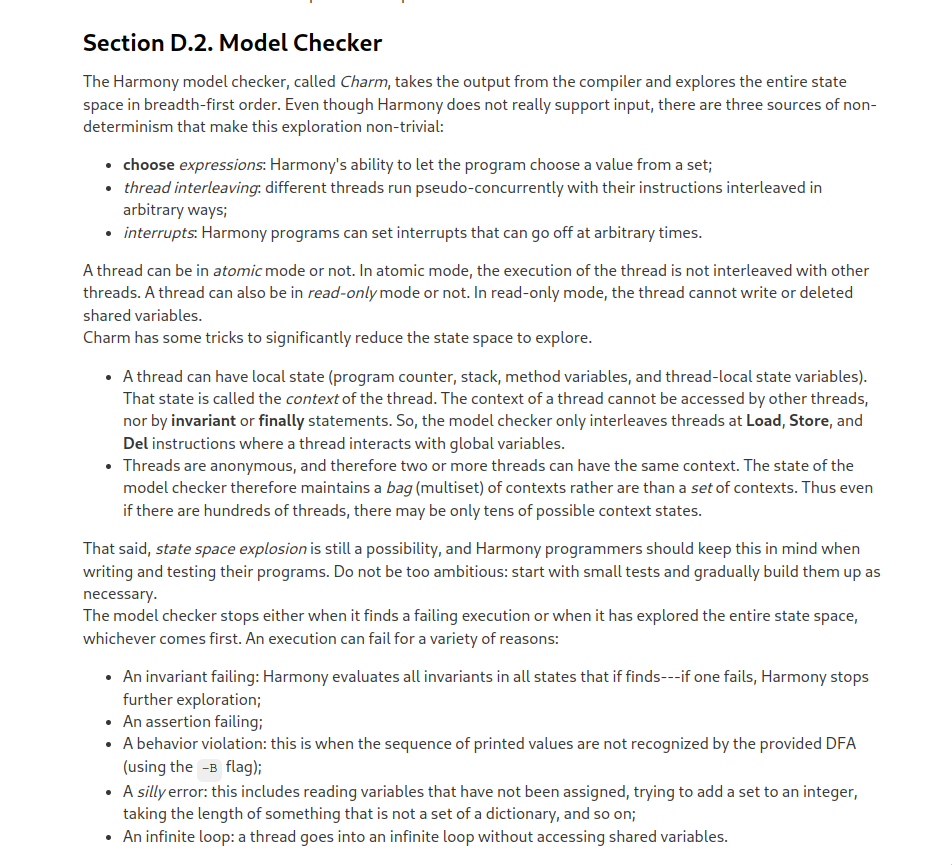 Section D.2. Model Checker
The Harmony model checker, called Charm, takes the output from the compiler and explores the entire state
space in breadth-first order. Even though Harmony does not really support input, there are three sources of non-
determinism that make this exploration non-trivial:
• choose expressions: Harmony's ability to let the program choose a value from a set;
• thread interleaving: different threads run pseudo-concurrently with their instructions interleaved in
arbitrary ways;
• interrupts: Harmony programs can set interrupts that can go off at arbitrary times.
A thread can be in atomic mode or not. In atomic mode, the execution of the thread is not interleaved with other
threads. A thread can also be in read-only mode or not. In read-only mode, the thread cannot write or deleted
shared variables.
Charm has some tricks to significantly reduce the state space to explore.
• A thread can have local state (program counter, stack, method variables, and thread-local state variables).
That state is called the context of the thread. The context of a thread cannot be accessed by other threads,
nor by invariant or finally statements. So, the model checker only interleaves threads at Load, Store, and
Del instructions where a thread interacts with global variables.
• Threads are anonymous, and therefore two or more threads can have the same context. The state of the
model checker therefore maintains a bag (multiset) of contexts rather are than a set of contexts. Thus even
if there are hundreds of threads, there may be only tens of possible context states.
That said, state space explosion is still a possibility, and Harmony programmers should keep this in mind when
writing and testing their programs. Do not be too ambitious: start with small tests and gradually build them up as
necessary.
The model checker stops either when it finds a failing execution or when it has explored the entire state space,
whichever comes first. An execution can fail for a variety of reasons:
• An invariant failing: Harmony evaluates all invariants in all states that if finds---if one fails, Harmony stops
further exploration;
• An assertion failing;
• A behavior violation: this is when the sequence of printed values are not recognized by the provided DFA
(using the -B flag);
• A silly error: this includes reading variables that have not been assigned, trying to add a set to an integer,
taking the length of something that is not a set of a dictionary, and so on;
• An infinite loop: a thread goes into an infinite loop without accessing shared variables.